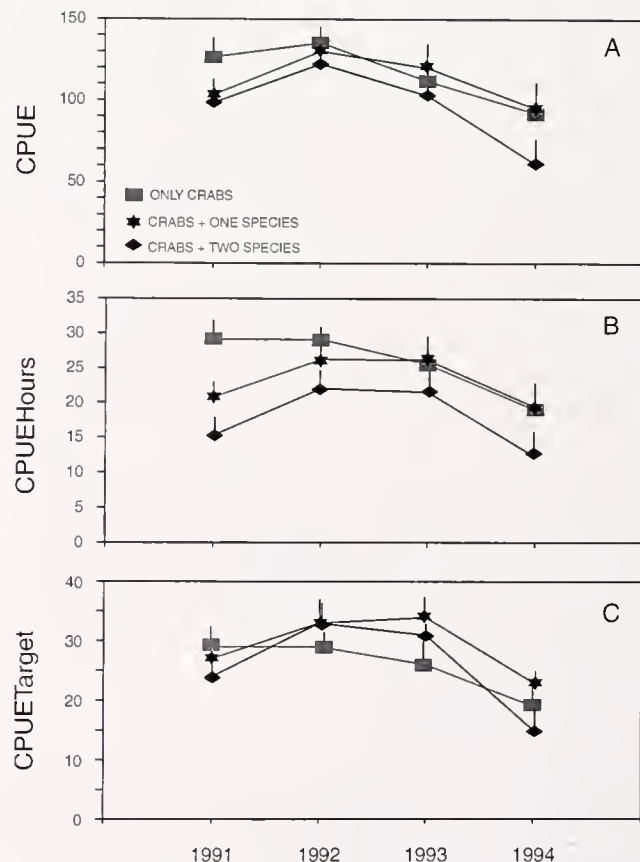 150
A
100
CPUE
50
ONLY CRABS
CRABS + ONE SPECIES
CRABS + TWO SPECIES
0
35
B
30
25
20
CPUEHours
15
10
5
0
40
C
30
CPUETarget
20
10
0
1991 1992 1993 1994